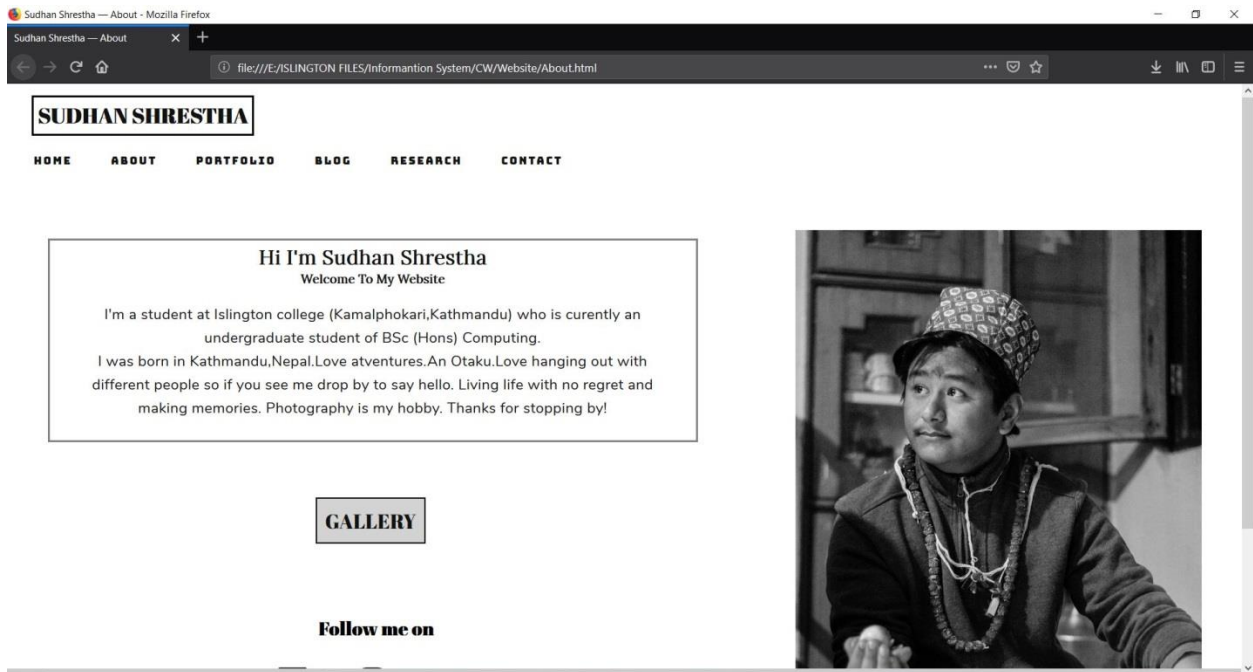 Sudhan Shrestha — About - Mozilla Firefox
Sudhan Shrestha — About
file:///E:/ISLINGTON FILES/Informantion System/CW/Website/About.html
SUDHAN SHRESTHA
HOME ABOUT PORTFOLIO BLOG RESEARCH CONTACT
Hi I'm Sudhan Shrestha
Welcome To My Website
I'm a student at Islington college (Kamalphokari,Kathmandu) who is curently an
undergraduate student of BSc (Hons) Computing.
I was born in Kathmandu,Nepal.Love atventures.An Otaku.Love hanging out with
different people so if you see me drop by to say hello. Living life with no regret and
making memories. Photography is my hobby. Thanks for stopping by!
GALLERY
Follow me on